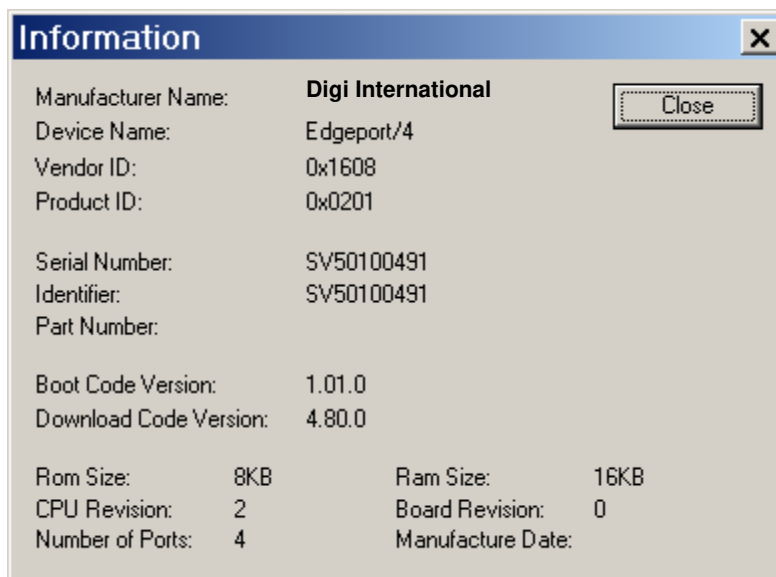 Information
Manufacturer Name: Digi International
Close
Device Name: Edgeport/4
Vendor ID: 0x1608
Product ID: 0x0201
Serial Number: SV50100491
Identifier: SV50100491
Part Number:
Boot Code Version: 1.01.0
Download Code Version: 4.80.0
Rom Size: 8KB Ram Size: 16KB
CPU Revision: 2 Board Revision: 0
Number of Ports: 4 Manufacture Date: